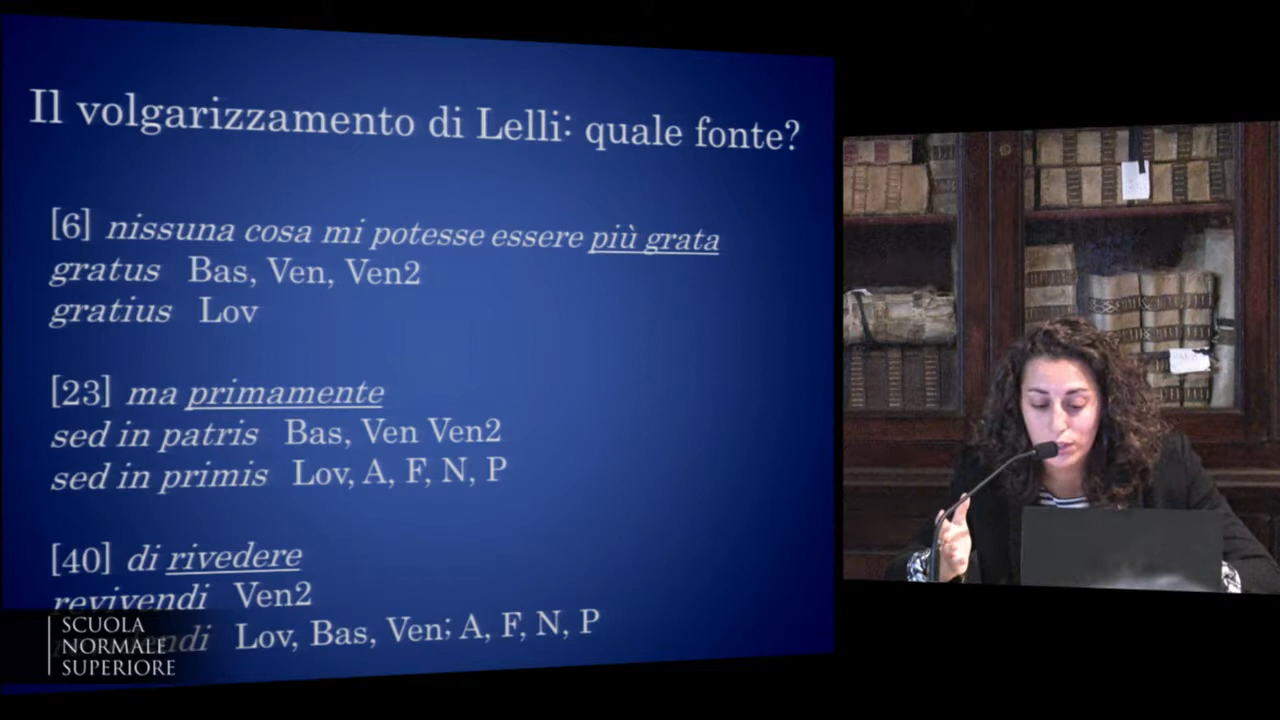 Il volgarizzamento di Lelli: quale fonte?
[6] nissuna cosa mi potesse essere più grata
gratus Bas, Ven, Ven2
gratius Lov
[23] ma primamente
sed in patris Bas, Ven Ven2
sed in primis Lov, A, F, N, P
[40] di rivedere
revivendi Ven2
Lov, Bas, Ven; A, F, N, P
SCUOLA
NORMALE
SUPERIORE